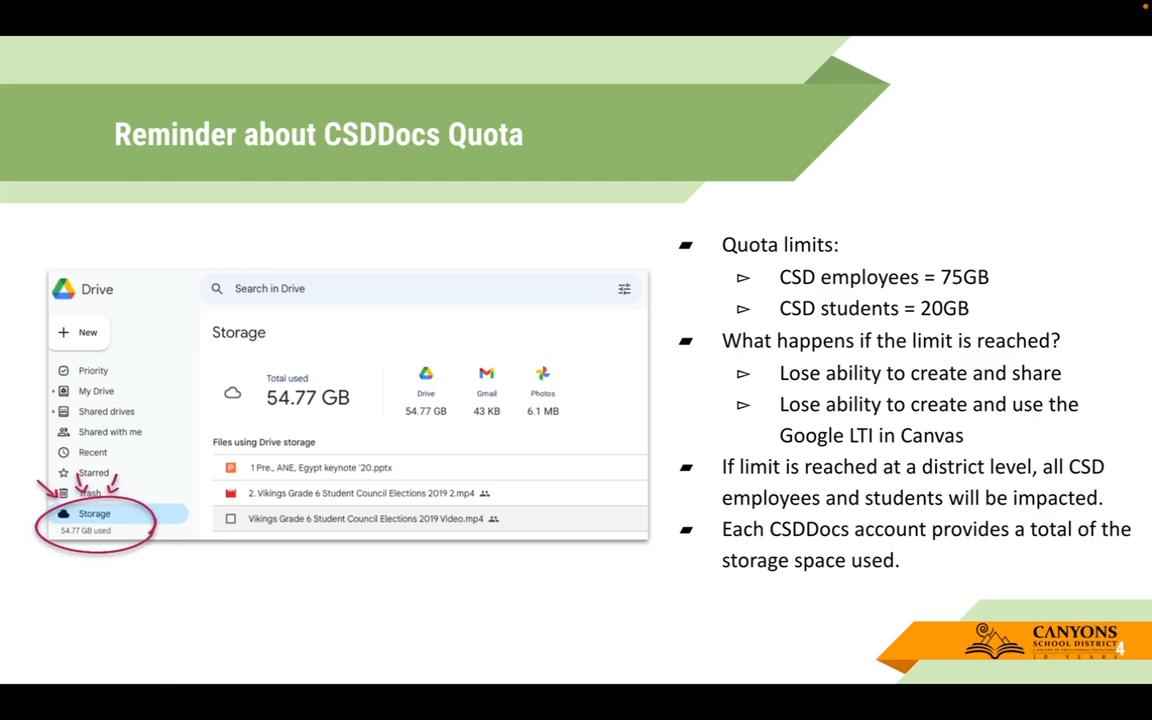 Reminder about CSDDocs Quota
Drive
Search in Drive
New
Priority
My Drive
Shared drives
Shared with me
Recent
Starred
Trash
Storage
54.77 GB used
Storage
Total used
54.77 GB
Drive
54.77 GB
Gmail
43 KB
Photos
6.1 MB
Files using Drive storage
1 Pre., ANE, Egypt keynote '20.pptx
2. Vikings Grade 6 Student Council Elections 2019 2.mp4
Vikings Grade 6 Student Council Elections 2019 Video.mp4
Quota limits:
CSD employees = 75GB
CSD students = 20GB
What happens if the limit is reached?
Lose ability to create and share
Lose ability to create and use the
Google LTI in Canvas
If limit is reached at a district level, all CSD
employees and students will be impacted.
Each CSDDocs account provides a total of the
storage space used.
CANYONS
SCHOOL DISTRICT
10 YEARS
4